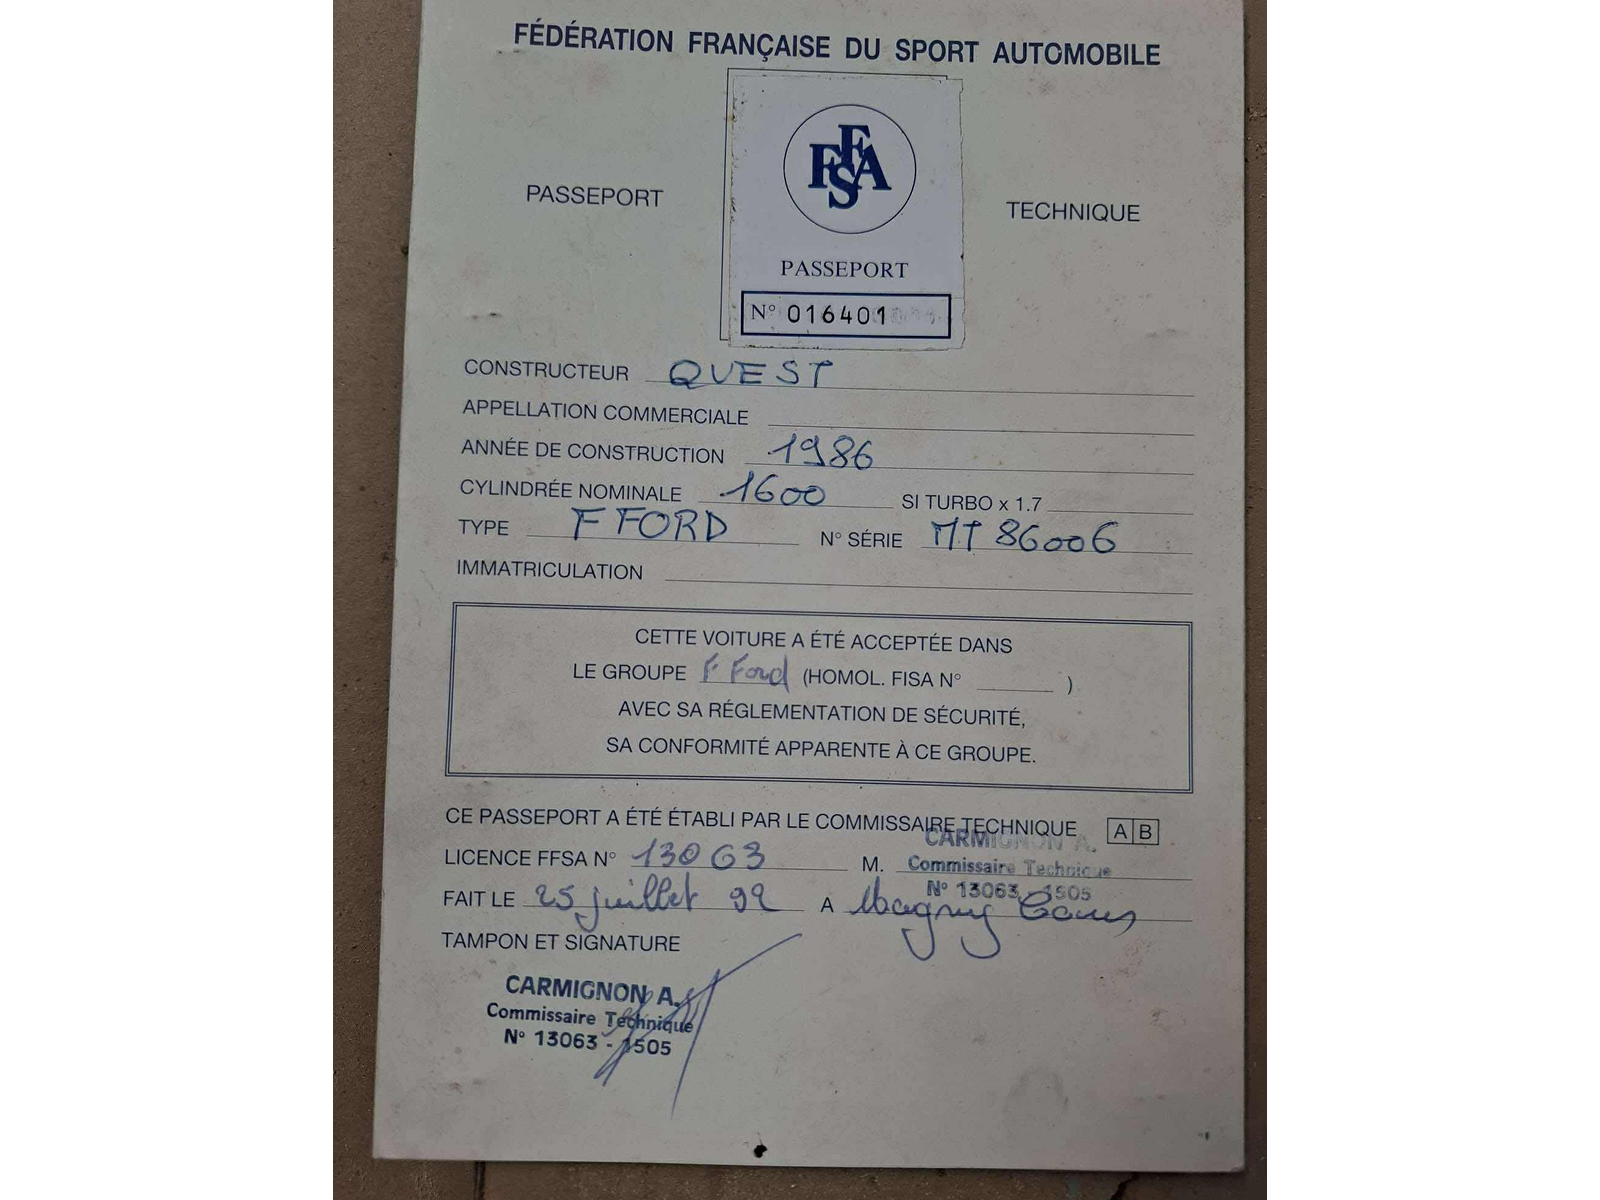 FÉDÉRATION FRANÇAISE DU SPORT AUTOMOBILE
FFSA
PASSEPORT TECHNIQUE
PASSEPORT
N° 016401
CONSTRUCTEUR QUEST
APPELLATION COMMERCIALE
ANNÉE DE CONSTRUCTION 1986
CYLINDRÉE NOMINALE 1600 SI TURBO x 1.7
TYPE F FORD N° SÉRIE MT 86006
IMMATRICULATION
CETTE VOITURE A ÉTÉ ACCEPTÉE DANS
LE GROUPE F Ford (HOMOL. FISA N° )
AVEC SA RÉGLEMENTATION DE SÉCURITÉ,
SA CONFORMITÉ APPARENTE À CE GROUPE.
CE PASSEPORT A ÉTÉ ÉTABLI PAR LE COMMISSAIRE TECHNIQUE A B
CARMIGNON A.
LICENCE FFSA N° 13063 M. Commissaire Technique
N° 13063 - 1505
FAIT LE 25 juillet 92 A Magny Cours
TAMPON ET SIGNATURE
CARMIGNON A.
Commissaire Technique
N° 13063 - 1505